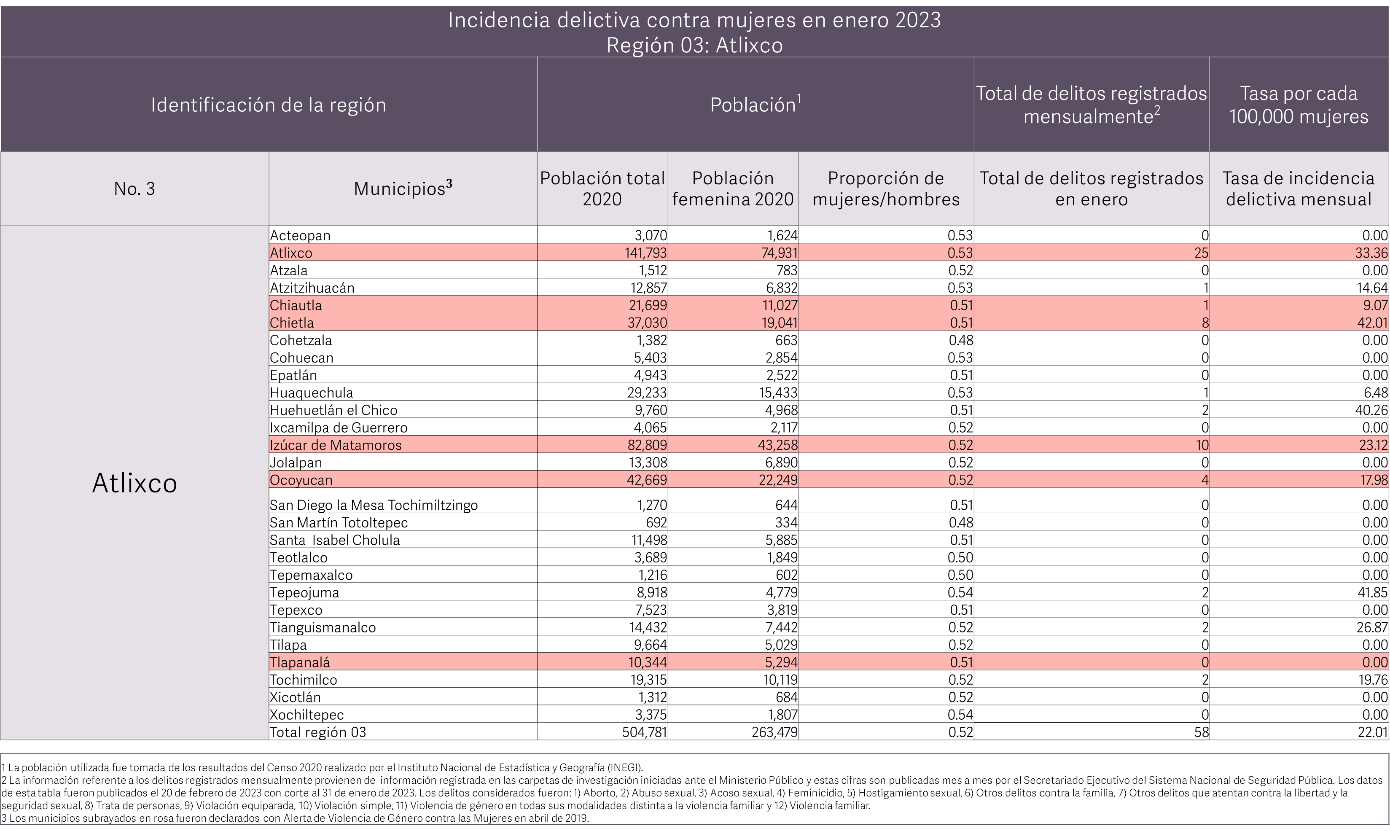 Incidencia delictiva contra mujeres en enero 2023
Región 03: Atlixco
Identificación de la región Población1 Total de delitos registrados mensualmente2 Tasa por cada 100,000 mujeres
No. 3 Municipios3 Población total 2020 Población femenina 2020 Proporción de mujeres/hombres Total de delitos registrados en enero Tasa de incidencia delictiva mensual
Acteopan 3,070 1,624 0.53 0 0.00
Atlixco 141,793 74,931 0.53 25 33.36
Atzala 1,512 783 0.52 0 0.00
Atzitzihuacán 12,857 6,832 0.53 1 14.64
Chiautla 21,699 11,027 0.51 1 9.07
Chietla 37,030 19,041 0.51 8 42.01
Cohetzala 1,382 663 0.48 0 0.00
Cohuecan 5,403 2,854 0.53 0 0.00
Epatlán 4,943 2,522 0.51 0 0.00
Huaquechula 29,233 15,433 0.53 1 6.48
Huehuetlán el Chico 9,760 4,968 0.51 2 40.26
Ixcamilpa de Guerrero 4,065 2,117 0.52 0 0.00
Izúcar de Matamoros 82,809 43,258 0.52 10 23.12
Jolalpan 13,308 6,890 0.52 0 0.00
Atlixco
Ocoyucan 42,669 22,249 0.52 4 17.98
San Diego la Mesa Tochimiltzingo 1,270 644 0.51 0 0.00
San Martín Totoltepec 692 334 0.48 0 0.00
Santa Isabel Cholula 11,498 5,885 0.51 0 0.00
Teotlalco 3,689 1,849 0.50 0 0.00
Tepemaxalco 1,216 602 0.50 0 0.00
Tepeojuma 8,918 4,779 0.54 2 41.85
Tepexco 7,523 3,819 0.51 0 0.00
Tianguismanalco 14,432 7,442 0.52 2 26.87
Tilapa 9,664 5,029 0.52 0 0.00
Tlapanalá 10,344 5,294 0.51 0 0.00
Tochimilco 19,315 10,119 0.52 2 19.76
Xicotlán 1,312 684 0.52 0 0.00
Xochiltepec 3,375 1,807 0.54 0 0.00
Total región 03 504,781 263,479 0.52 58 22.01
1 La población utilizada fue tomada de los resultados del Censo 2020 realizado por el Instituto Nacional de Estadística y Geografía (INEGI).
2 La información referente a los delitos registrados mensualmente provienen de información registrada en las carpetas de investigación iniciadas ante el Ministerio Público y estas cifras son publicadas mes a mes por el Secretariado Ejecutivo del Sistema Nacional de Seguridad Pública. Los datos
de esta tabla fueron publicados el 20 de febrero de 2023 con corte al 31 de enero de 2023. Los delitos considerados fueron: 1) Aborto, 2) Abuso sexual, 3) Acoso sexual, 4) Feminicidio, 5) Hostigamiento sexual, 6) Otros delitos contra la familia, 7) Otros delitos que atentan contra la libertad y la
seguridad sexual, 8) Trata de personas, 9) Violación equiparada, 10) Violación simple, 11) Violencia de género en todas sus modalidades distinta a la violencia familiar y 12) Violencia familiar.
3 Los municipios subrayados en rosa fueron declarados con Alerta de Violencia de Género contra las Mujeres en abril de 2019.